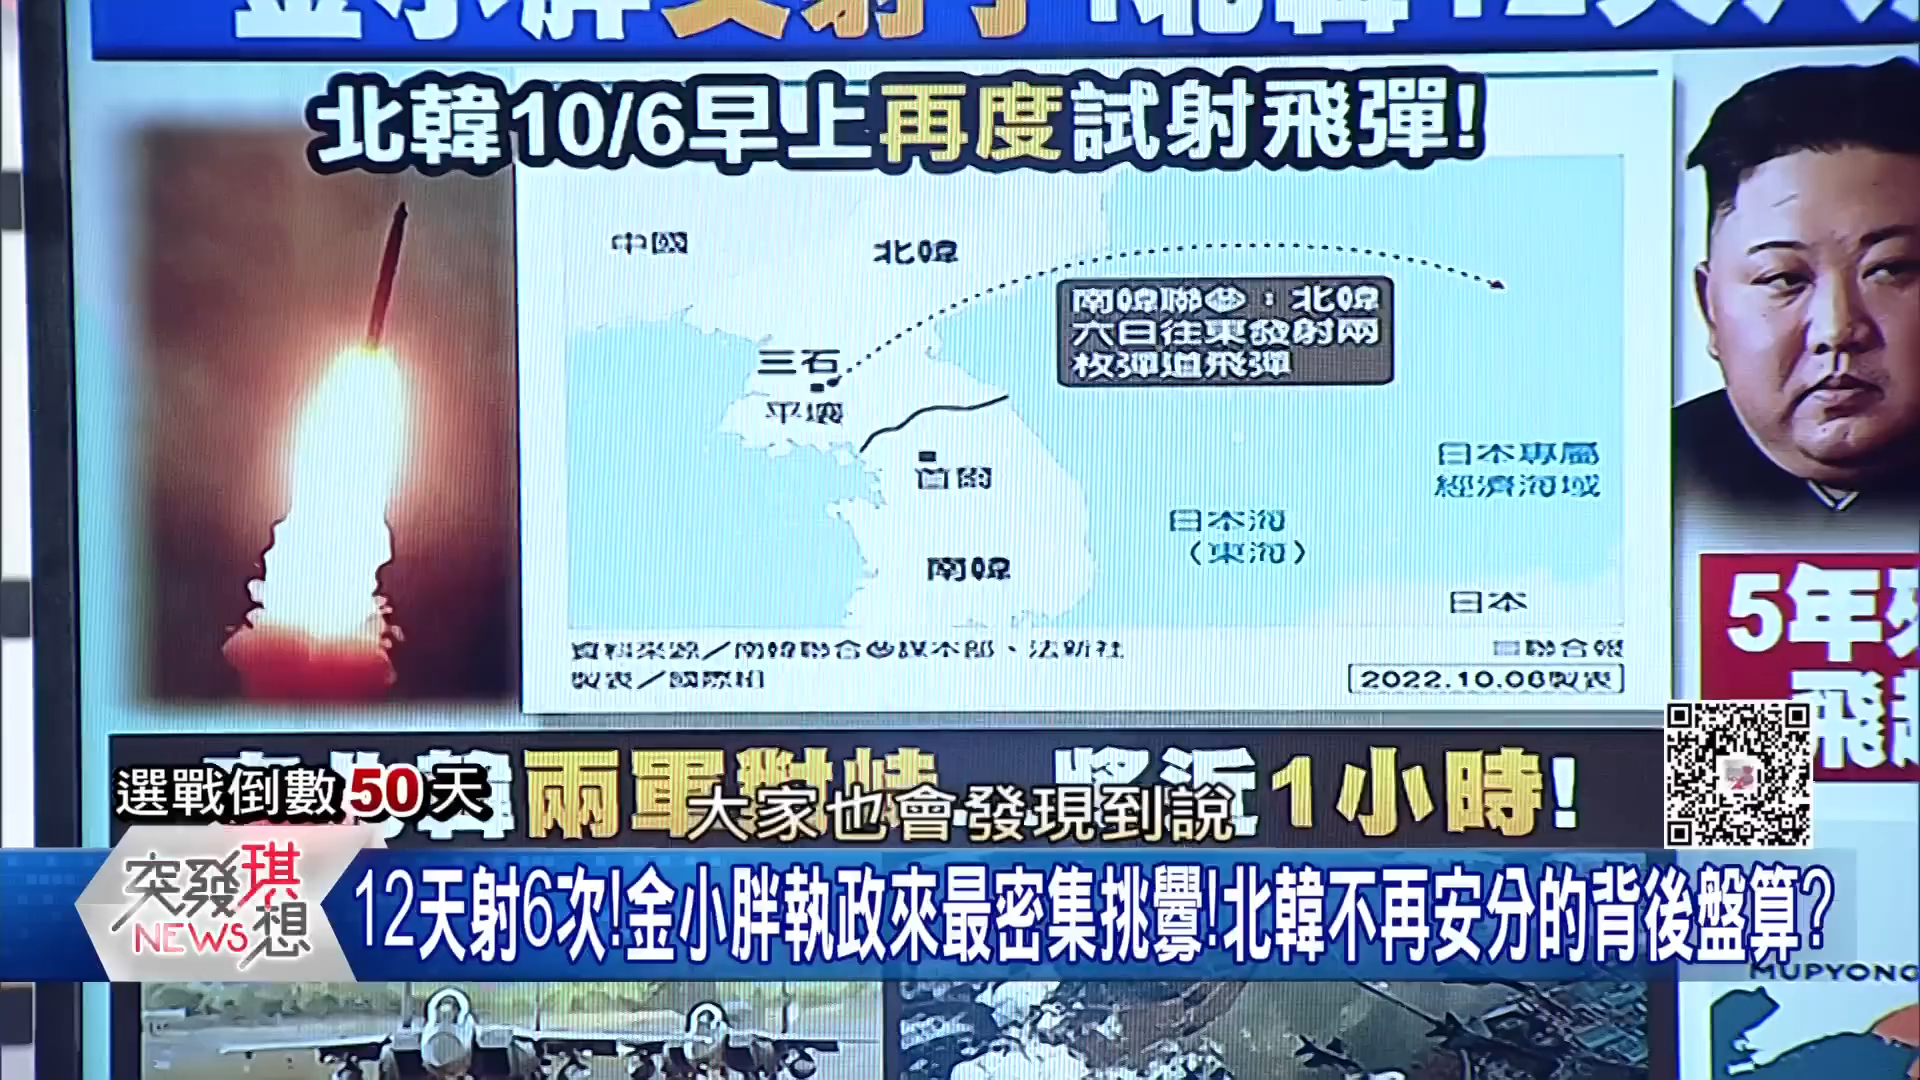 北韓10/6早上再度試射飛彈!
中國
北韓
南韓聯參：北韓
六日往東發射兩
枚彈道飛彈
三石
平壤
首爾
南韓
日本專屬
經濟海域
日本海
（東海）
日本
資料來源／南韓聯合參謀本部、法新社
製表／國際組
聯合報
2022.10.06製表
5年來
飛越
選戰倒數50天
兩軍對峙 將近1小時!
大家也會發現到說
突發琪想
NEWS
12天射6次!金小胖執政來最密集挑釁!北韓不再安分的背後盤算?
MUPYONG